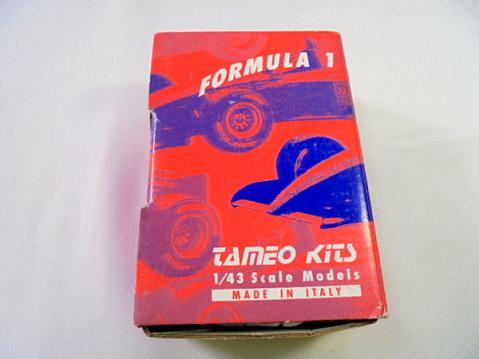 FORMULA 1
TAMEO KITS
1/43 Scale Models
MADE IN ITALY